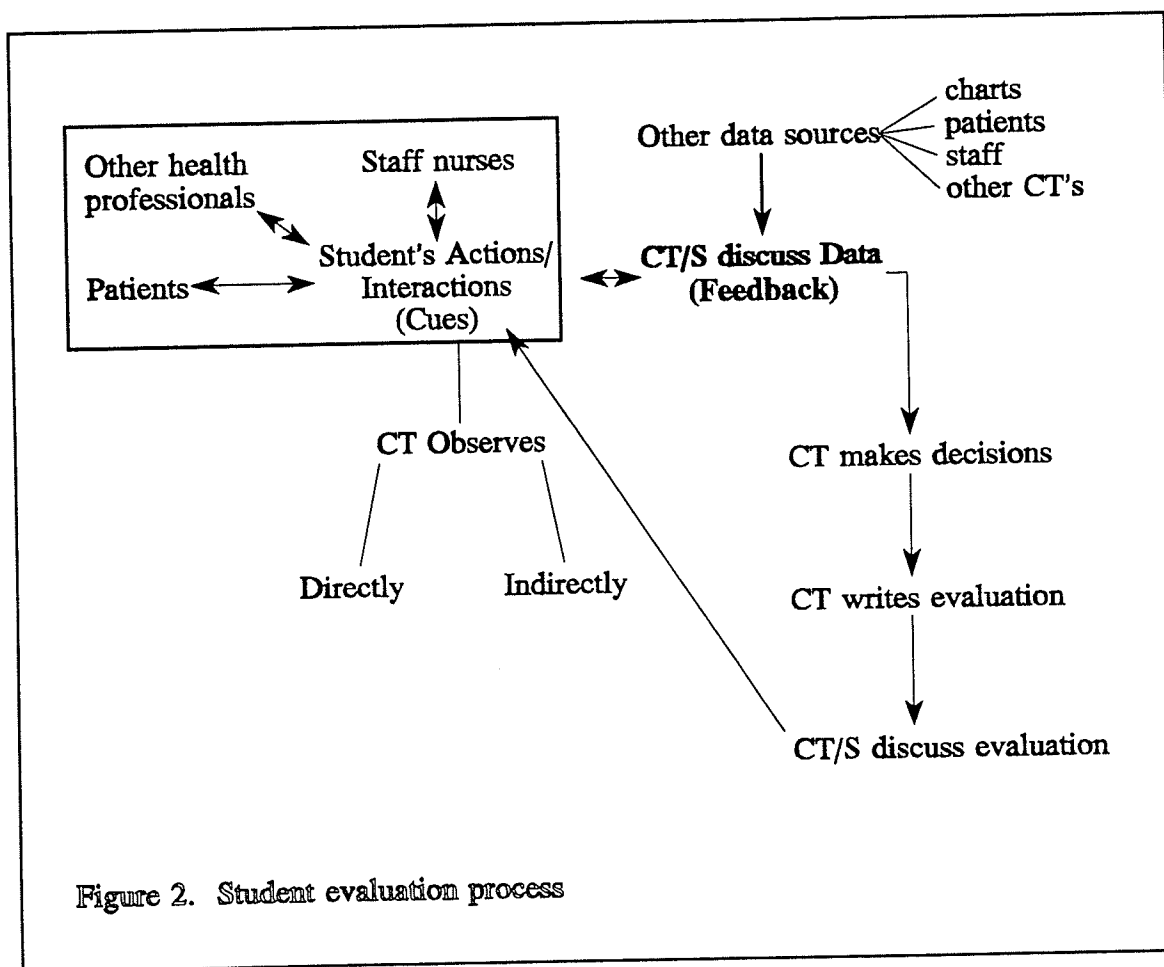 Other health
professionals
Staff nurses
Patients
Student's Actions/
Interactions
(Cues)
CT Observes
Directly
Indirectly
Other data sources
charts
patients
staff
other CT's
CT/S discuss Data
(Feedback)
CT makes decisions
CT writes evaluation
CT/S discuss evaluation
Figure 2. Student evaluation process